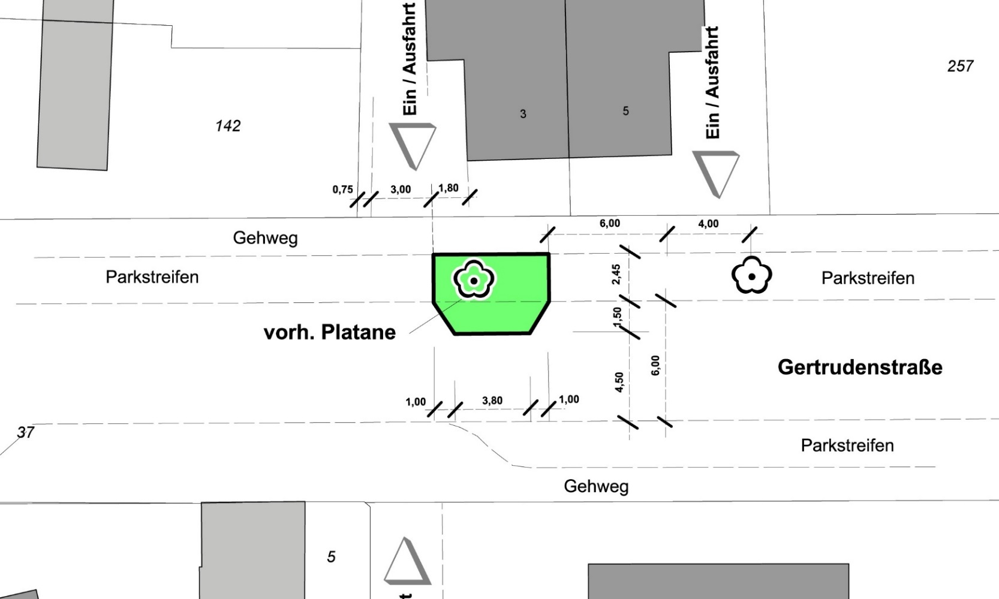 Ein / Ausfahrt
Ein / Ausfahrt
257
142
3
5
0,75
3,00
1,80
Gehweg
6,00
4,00
Parkstreifen
2,45
Parkstreifen
1,50
vorh. Platane
6,00
Gertrudenstraße
4,50
1,00
3,80
1,00
37
Parkstreifen
Gehweg
5
t